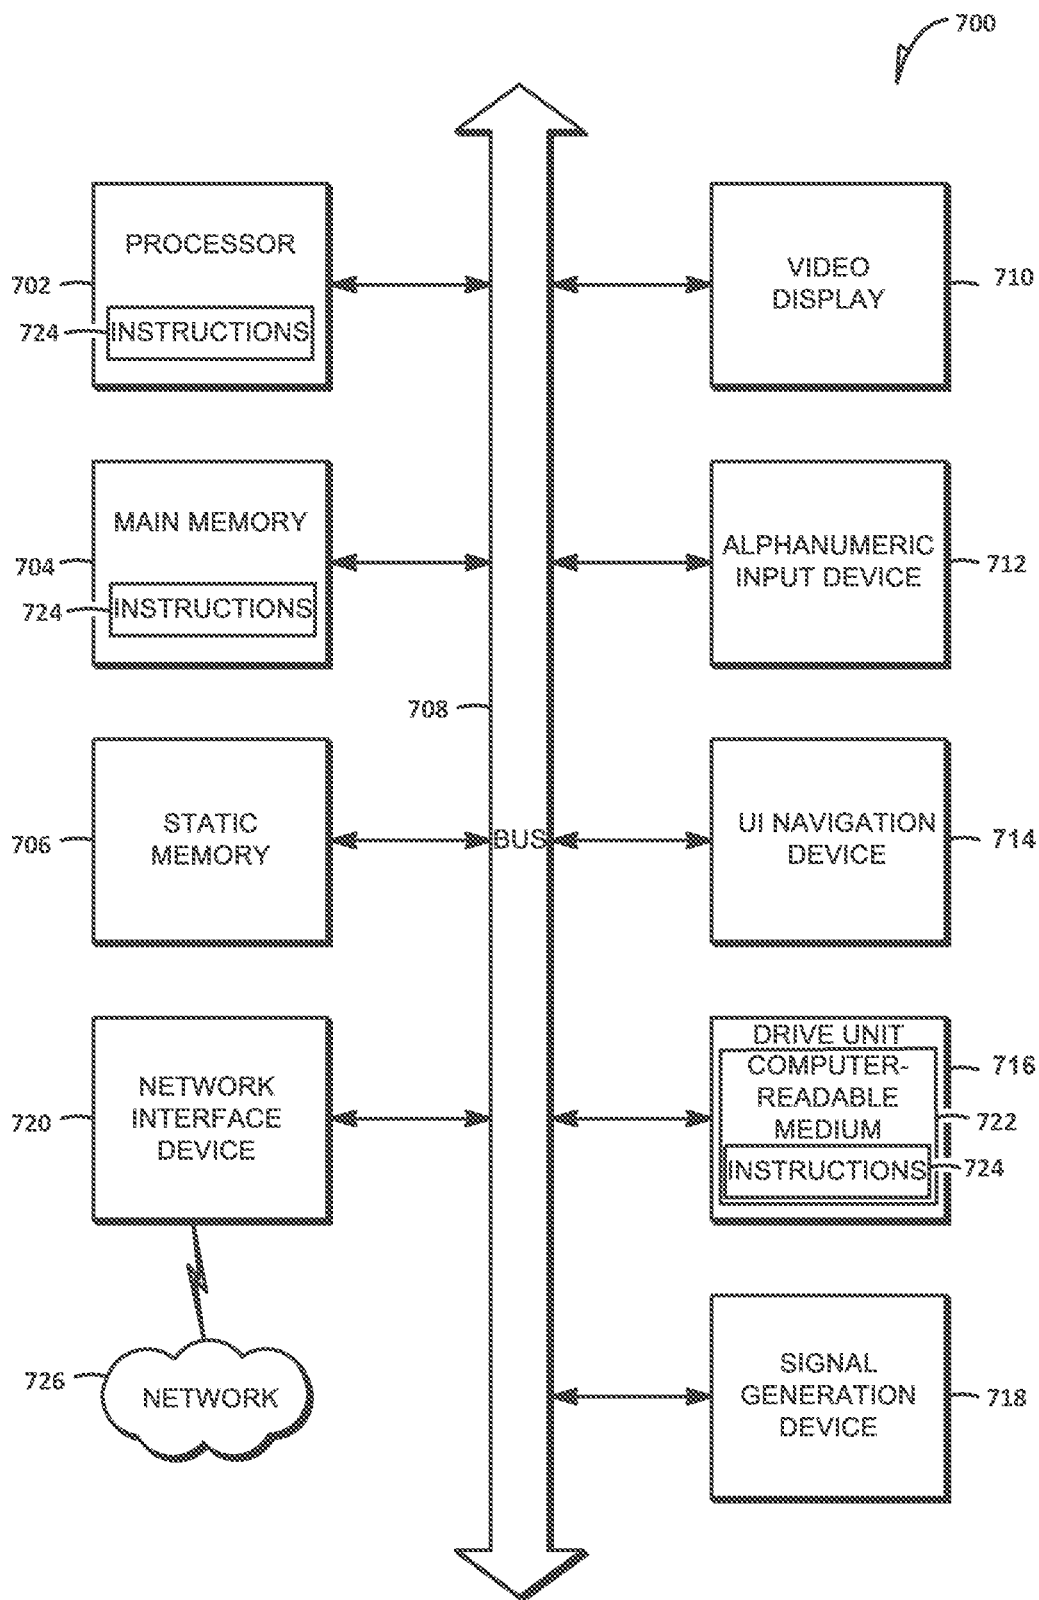 700
PROCESSOR
702
724
INSTRUCTIONS
VIDEO
DISPLAY
710
MAIN MEMORY
704
724
INSTRUCTIONS
ALPHANUMERIC
INPUT DEVICE
712
708
STATIC
MEMORY
706
BUS
UI NAVIGATION
DEVICE
714
NETWORK
INTERFACE
DEVICE
720
DRIVE UNIT
716
COMPUTER-
READABLE
MEDIUM
722
INSTRUCTIONS
724
726
NETWORK
SIGNAL
GENERATION
DEVICE
718